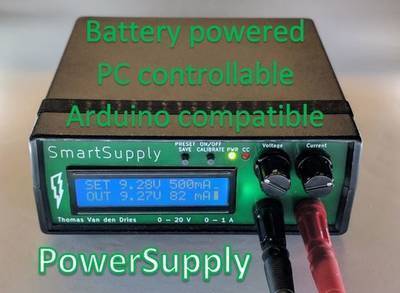 Battery powered
PC controllable
Arduino compatible
SmartSupply
PRESET ON/OFF
SAVE CALIBRATE PWR CC
Voltage Current
SET 9.28V 500mA
OUT 9.27V 82 mA
Thomas Van den Dries 0 – 20 V 0 – 1 A
PowerSupply